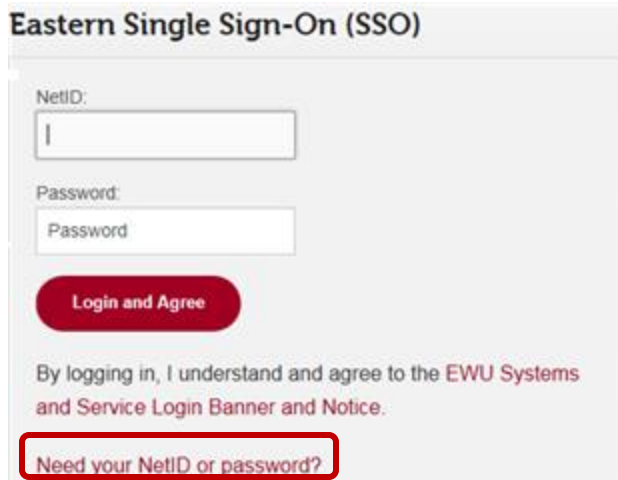 Eastern Single Sign-On (SSO)
NetID:
Password:
Password
Login and Agree
By logging in, I understand and agree to the EWU Systems
and Service Login Banner and Notice.
Need your NetID or password?